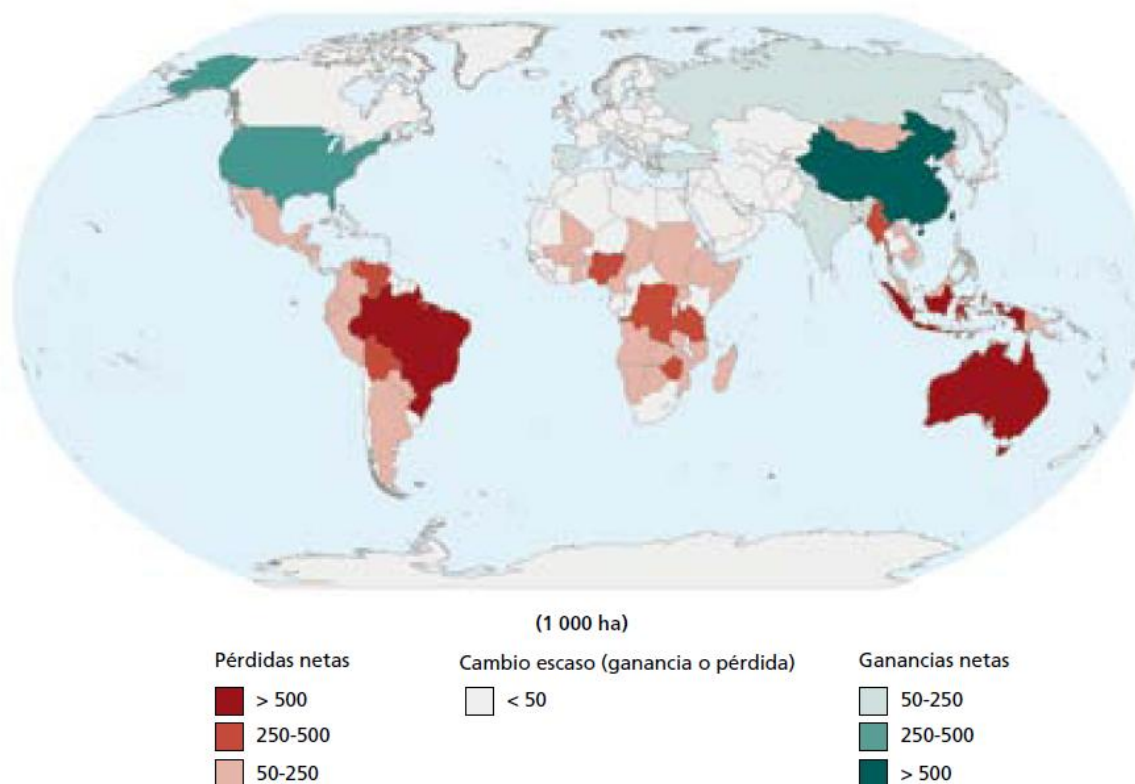 (1 000 ha)
Pérdidas netas
> 500
250-500
50-250
Cambio escaso (ganancia o pérdida)
< 50
Ganancias netas
50-250
250-500
> 500